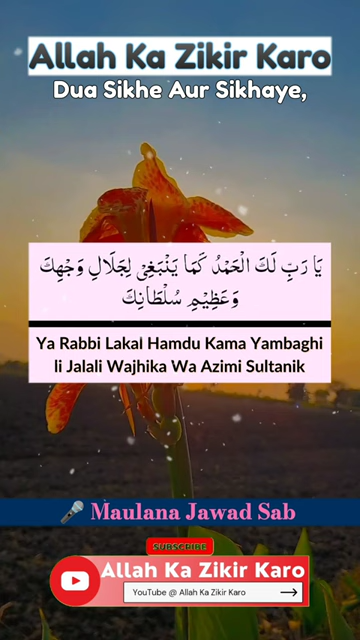 Allah Ka Zikir Karo
Dua Sikhe Aur Sikhaye,
يَا رَبِّ لَكَ الْحَمْدُ كَمَا يَنْبَغِيْ لِجَلَالِ وَجْهِكَ
وَعَظِيْمِ سُلْطَانِكَ
Ya Rabbi Lakal Hamdu Kama Yambaghi
li Jalali Wajhika Wa Azimi Sultanik
Maulana Jawad Sab
SUBSCRIBE
Allah Ka Zikir Karo
YouTube @ Allah Ka Zikir Karo